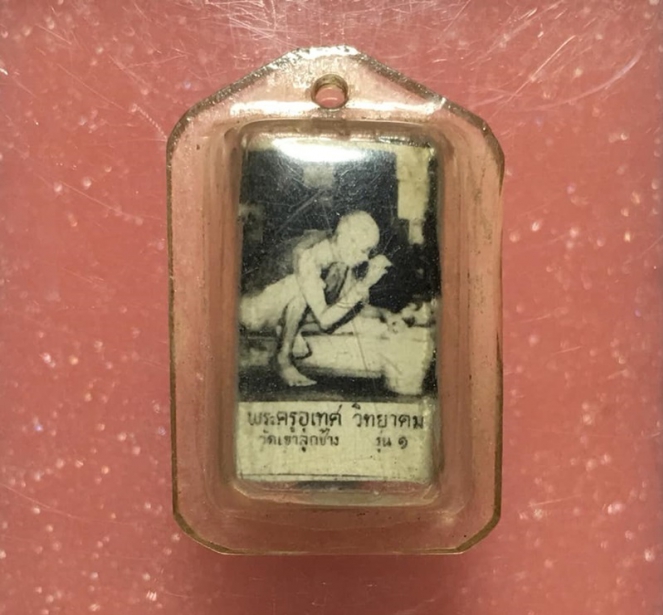 พระครูอุเทศ วิทยาคม
วัดเขาลูกช้าง รุ่น ๑